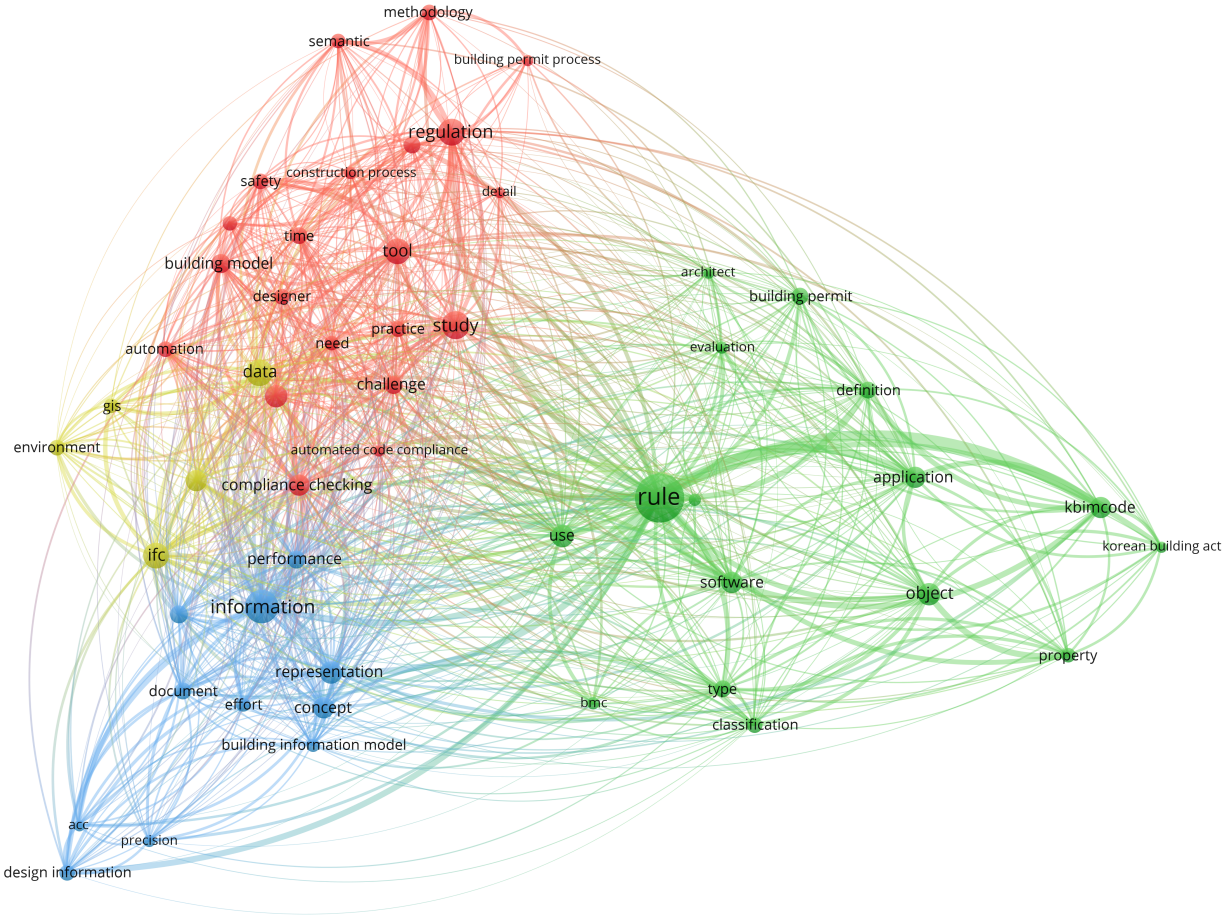 methodology
semantic
building permit process
regulation
construction process
safety
detail
time
tool
building model
architect
designer
building permit
study
practice
need
automation
evaluation
data
challenge
definition
gis
environment
automated code compliance
application
compliance checking
rule
kbimcode
use
korean building act
ifc
performance
software
object
information
property
representation
type
document
effort
bmc
concept
classification
building information model
acc
precision
design information